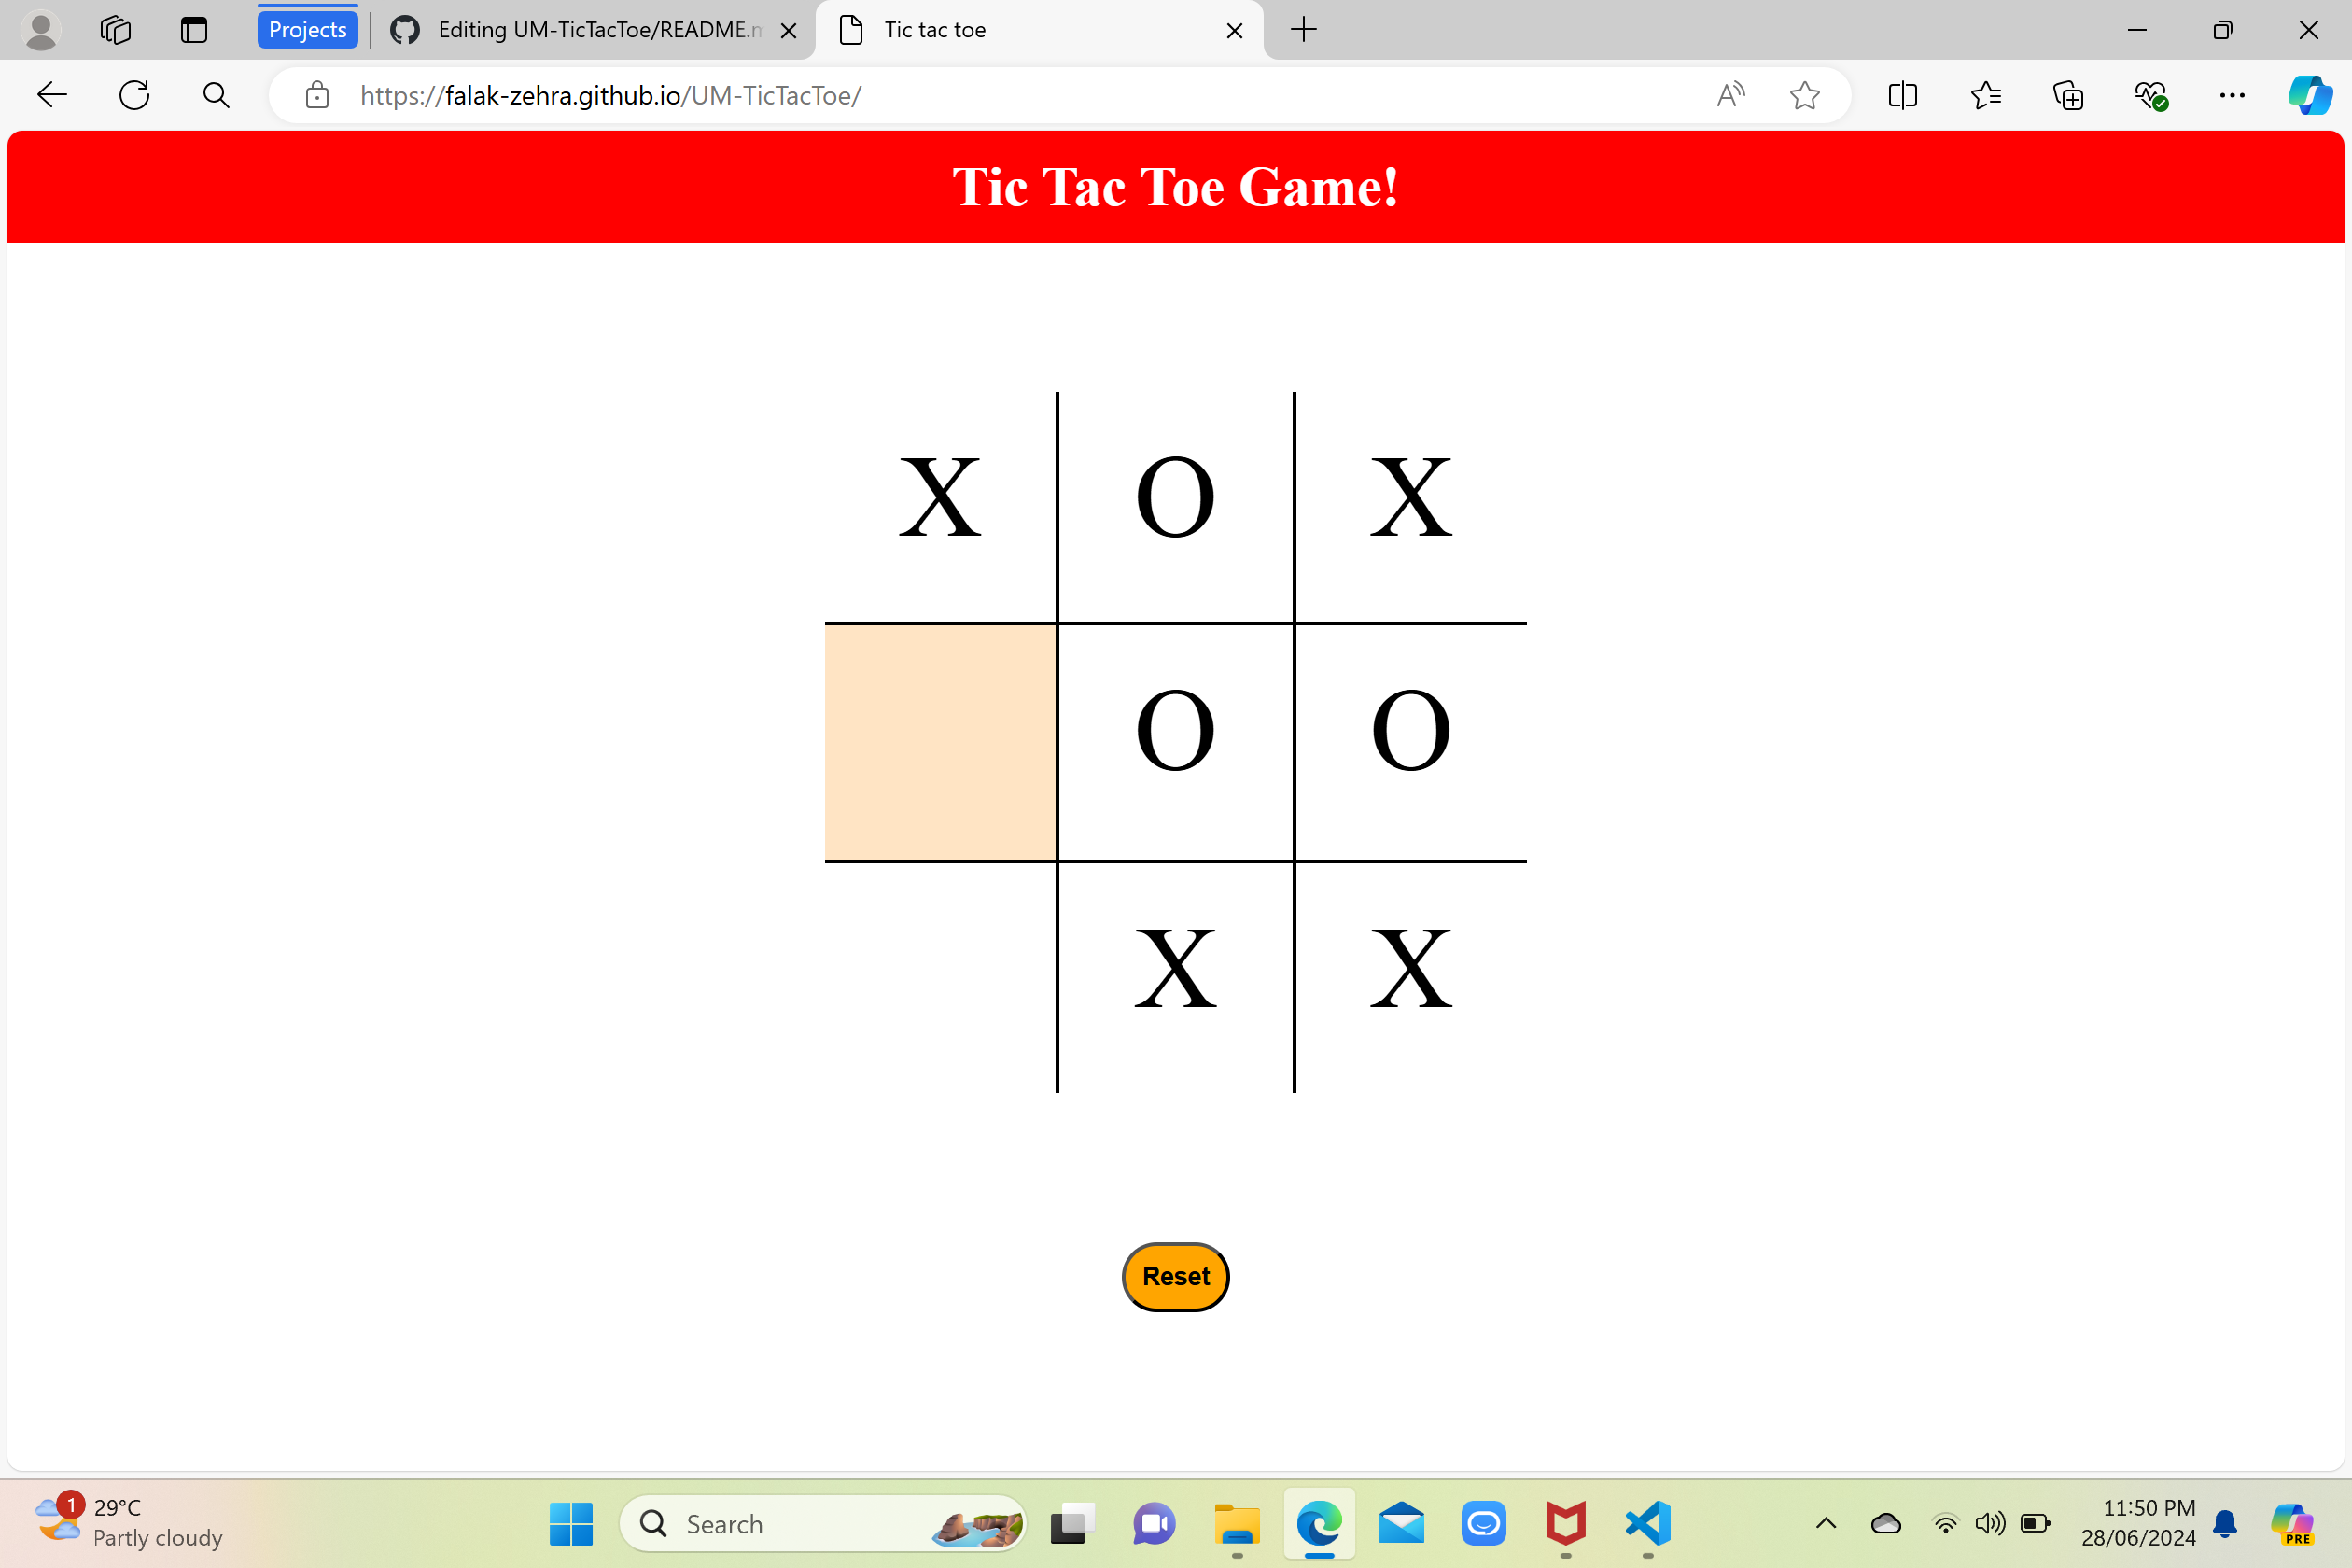 Projects
Editing UM-TicTacToe/README.m
Tic tac toe
https://falak-zehra.github.io/UM-TicTacToe/
Tic Tac Toe Game!
X O X
O O
X X
Reset
1
29°C
Partly cloudy
Search
11:50 PM
28/06/2024
PRE